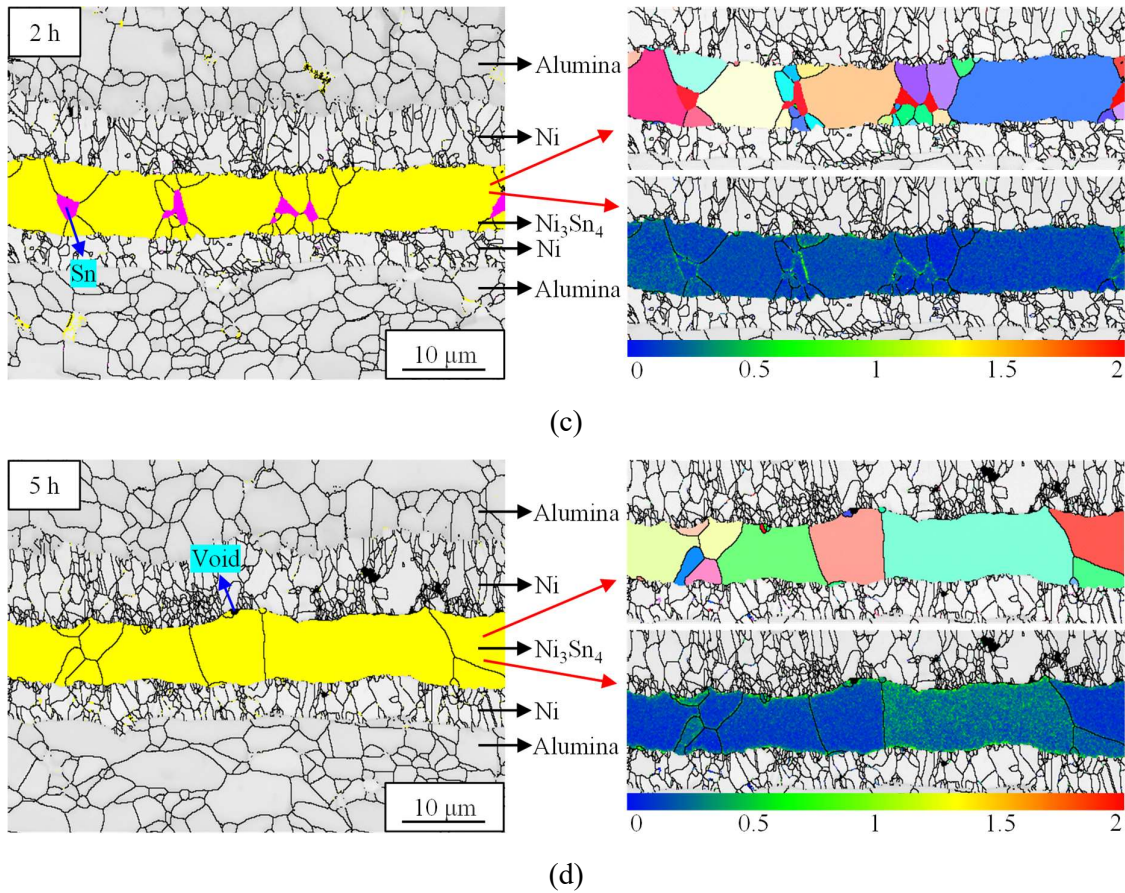 2 h
Alumina
Ni
Ni3Sn4
Ni
Sn
Alumina
10 μm
0 0.5 1 1.5 2
(c)
5 h
Alumina
Void
Ni
Ni3Sn4
Ni
Alumina
10 μm
0 0.5 1 1.5 2
(d)